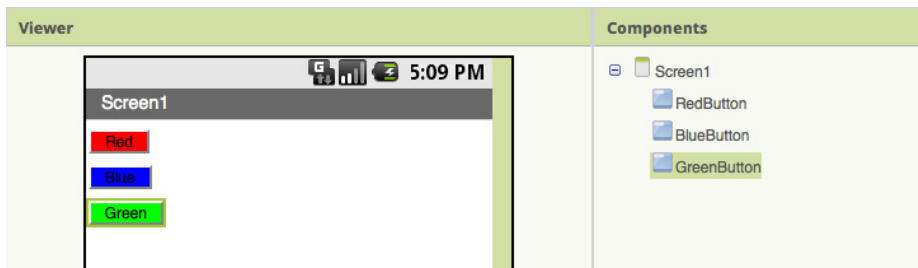 Viewer
Components
G
5:09 PM
Screen1
Screen1
Red
RedButton
Blue
BlueButton
Green
GreenButton